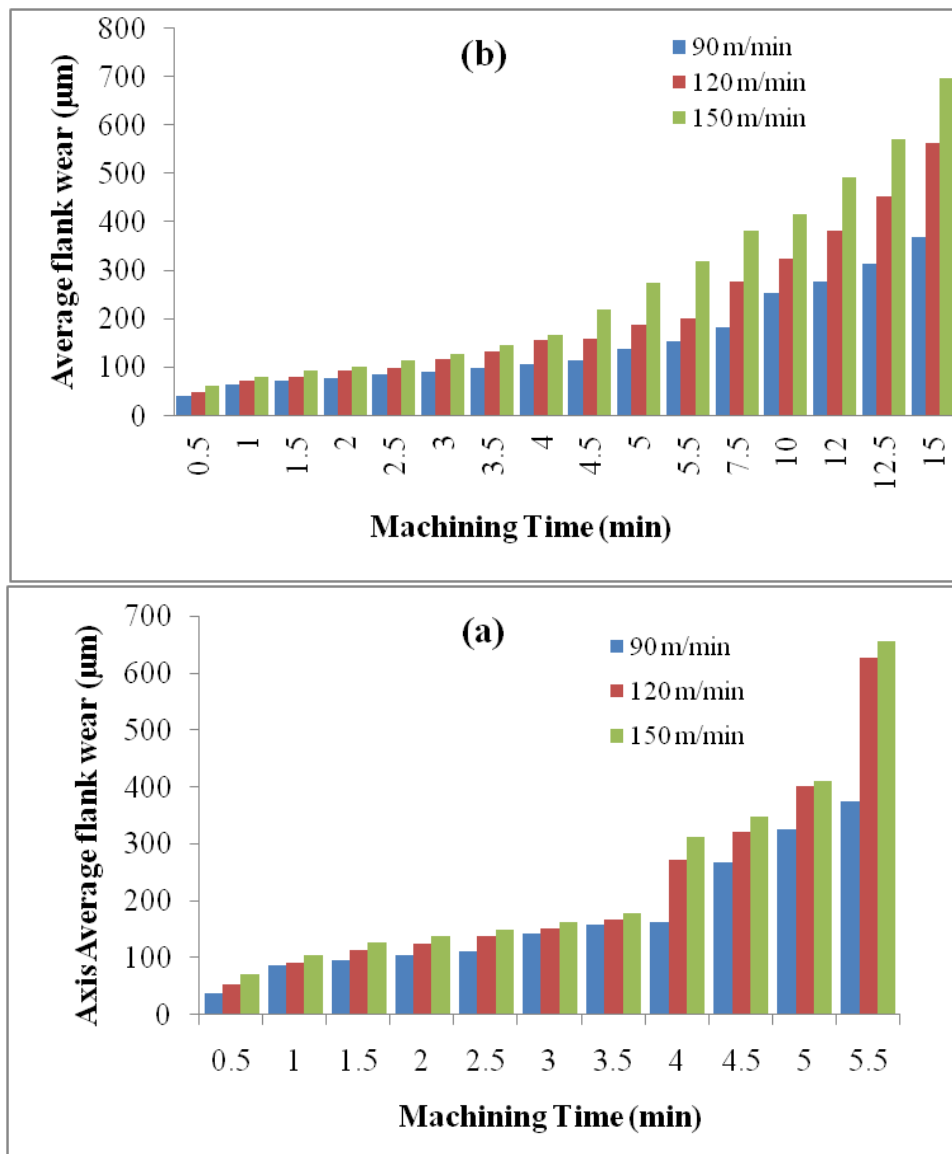 (b)
90 m/min
120 m/min
150 m/min
Average flank wear (µm)
800
700
600
500
400
300
200
100
0
0.5 1 1.5 2 2.5 3 3.5 4 4.5 5 5.5 7.5 10 12 12.5 15
Machining Time (min)
(a)
90 m/min
120 m/min
150 m/min
Axis Average flank wear (µm)
700
600
500
400
300
200
100
0
0.5 1 1.5 2 2.5 3 3.5 4 4.5 5 5.5
Machining Time (min)